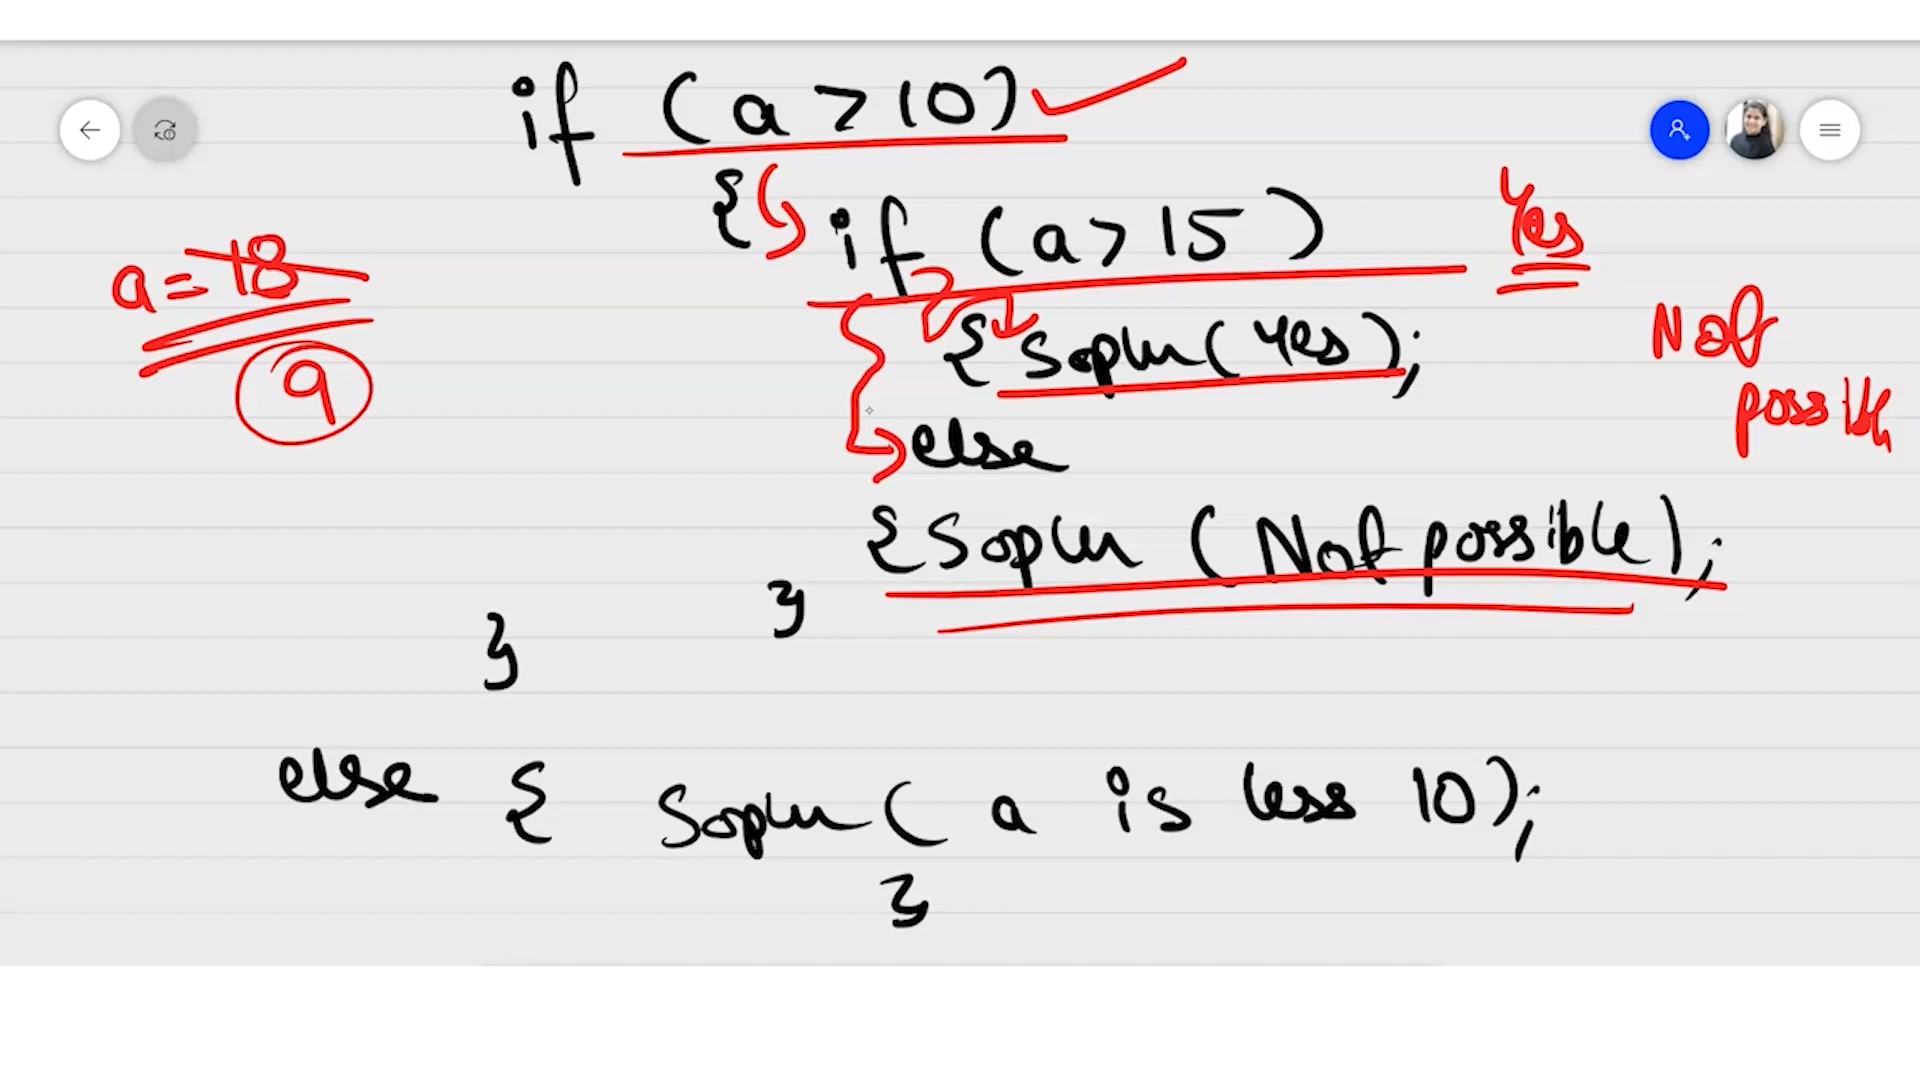 if (a > 10)
{ if (a > 15) Yes
a = 18
{ Sopln (Yes); Not possible
9
else
{ Sopln (Not possible);
}
}
else { Sopln ( a is less 10);
}